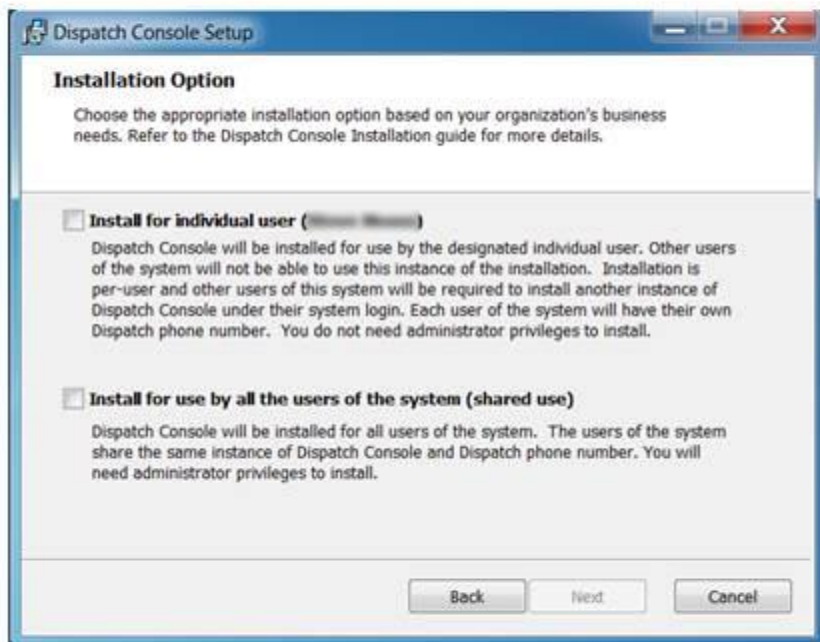 Dispatch Console Setup
Installation Option
Choose the appropriate installation option based on your organization's business
needs. Refer to the Dispatch Console Installation guide for more details.
Install for individual user ( )
Dispatch Console will be installed for use by the designated individual user. Other users
of the system will not be able to use this instance of the installation. Installation is
per-user and other users of this system will be required to install another instance of
Dispatch Console under their system login. Each user of the system will have their own
Dispatch phone number. You do not need administrator privileges to install.
Install for use by all the users of the system (shared use)
Dispatch Console will be installed for all users of the system. The users of the system
share the same instance of Dispatch Console and Dispatch phone number. You will
need administrator privileges to install.
Back Next Cancel